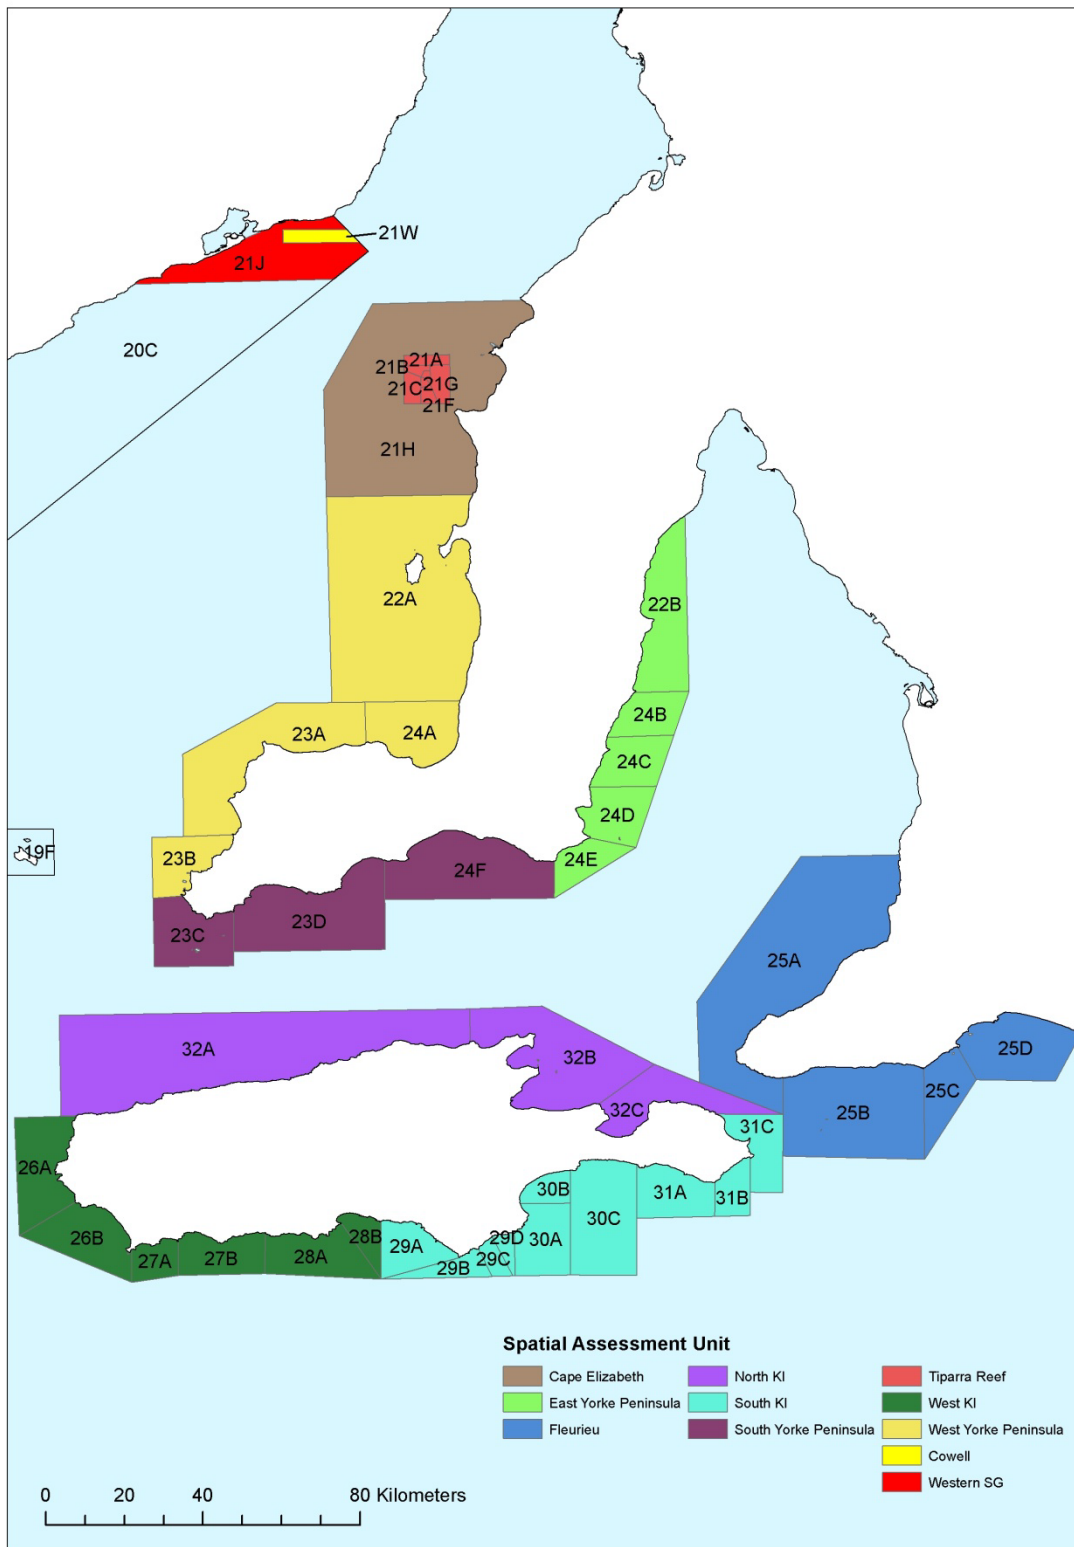 21W
21J
20C
21A
21B
21G
21C
21F
21H
22A
22B
24B
23A
24A
24C
24D
19F
23B
24E
24F
23D
23C
25A
32A
32B
25D
25C
32C
25B
31C
26A
30B
31A
31B
26B
28B
29A
29D
30A
30C
27A
27B
28A
29C
29B
Spatial Assessment Unit
Cape Elizabeth
North KI
Tiparra Reef
East Yorke Peninsula
South KI
West KI
Fleurieu
South Yorke Peninsula
West Yorke Peninsula
Cowell
Western SG
0 20 40 80 Kilometers